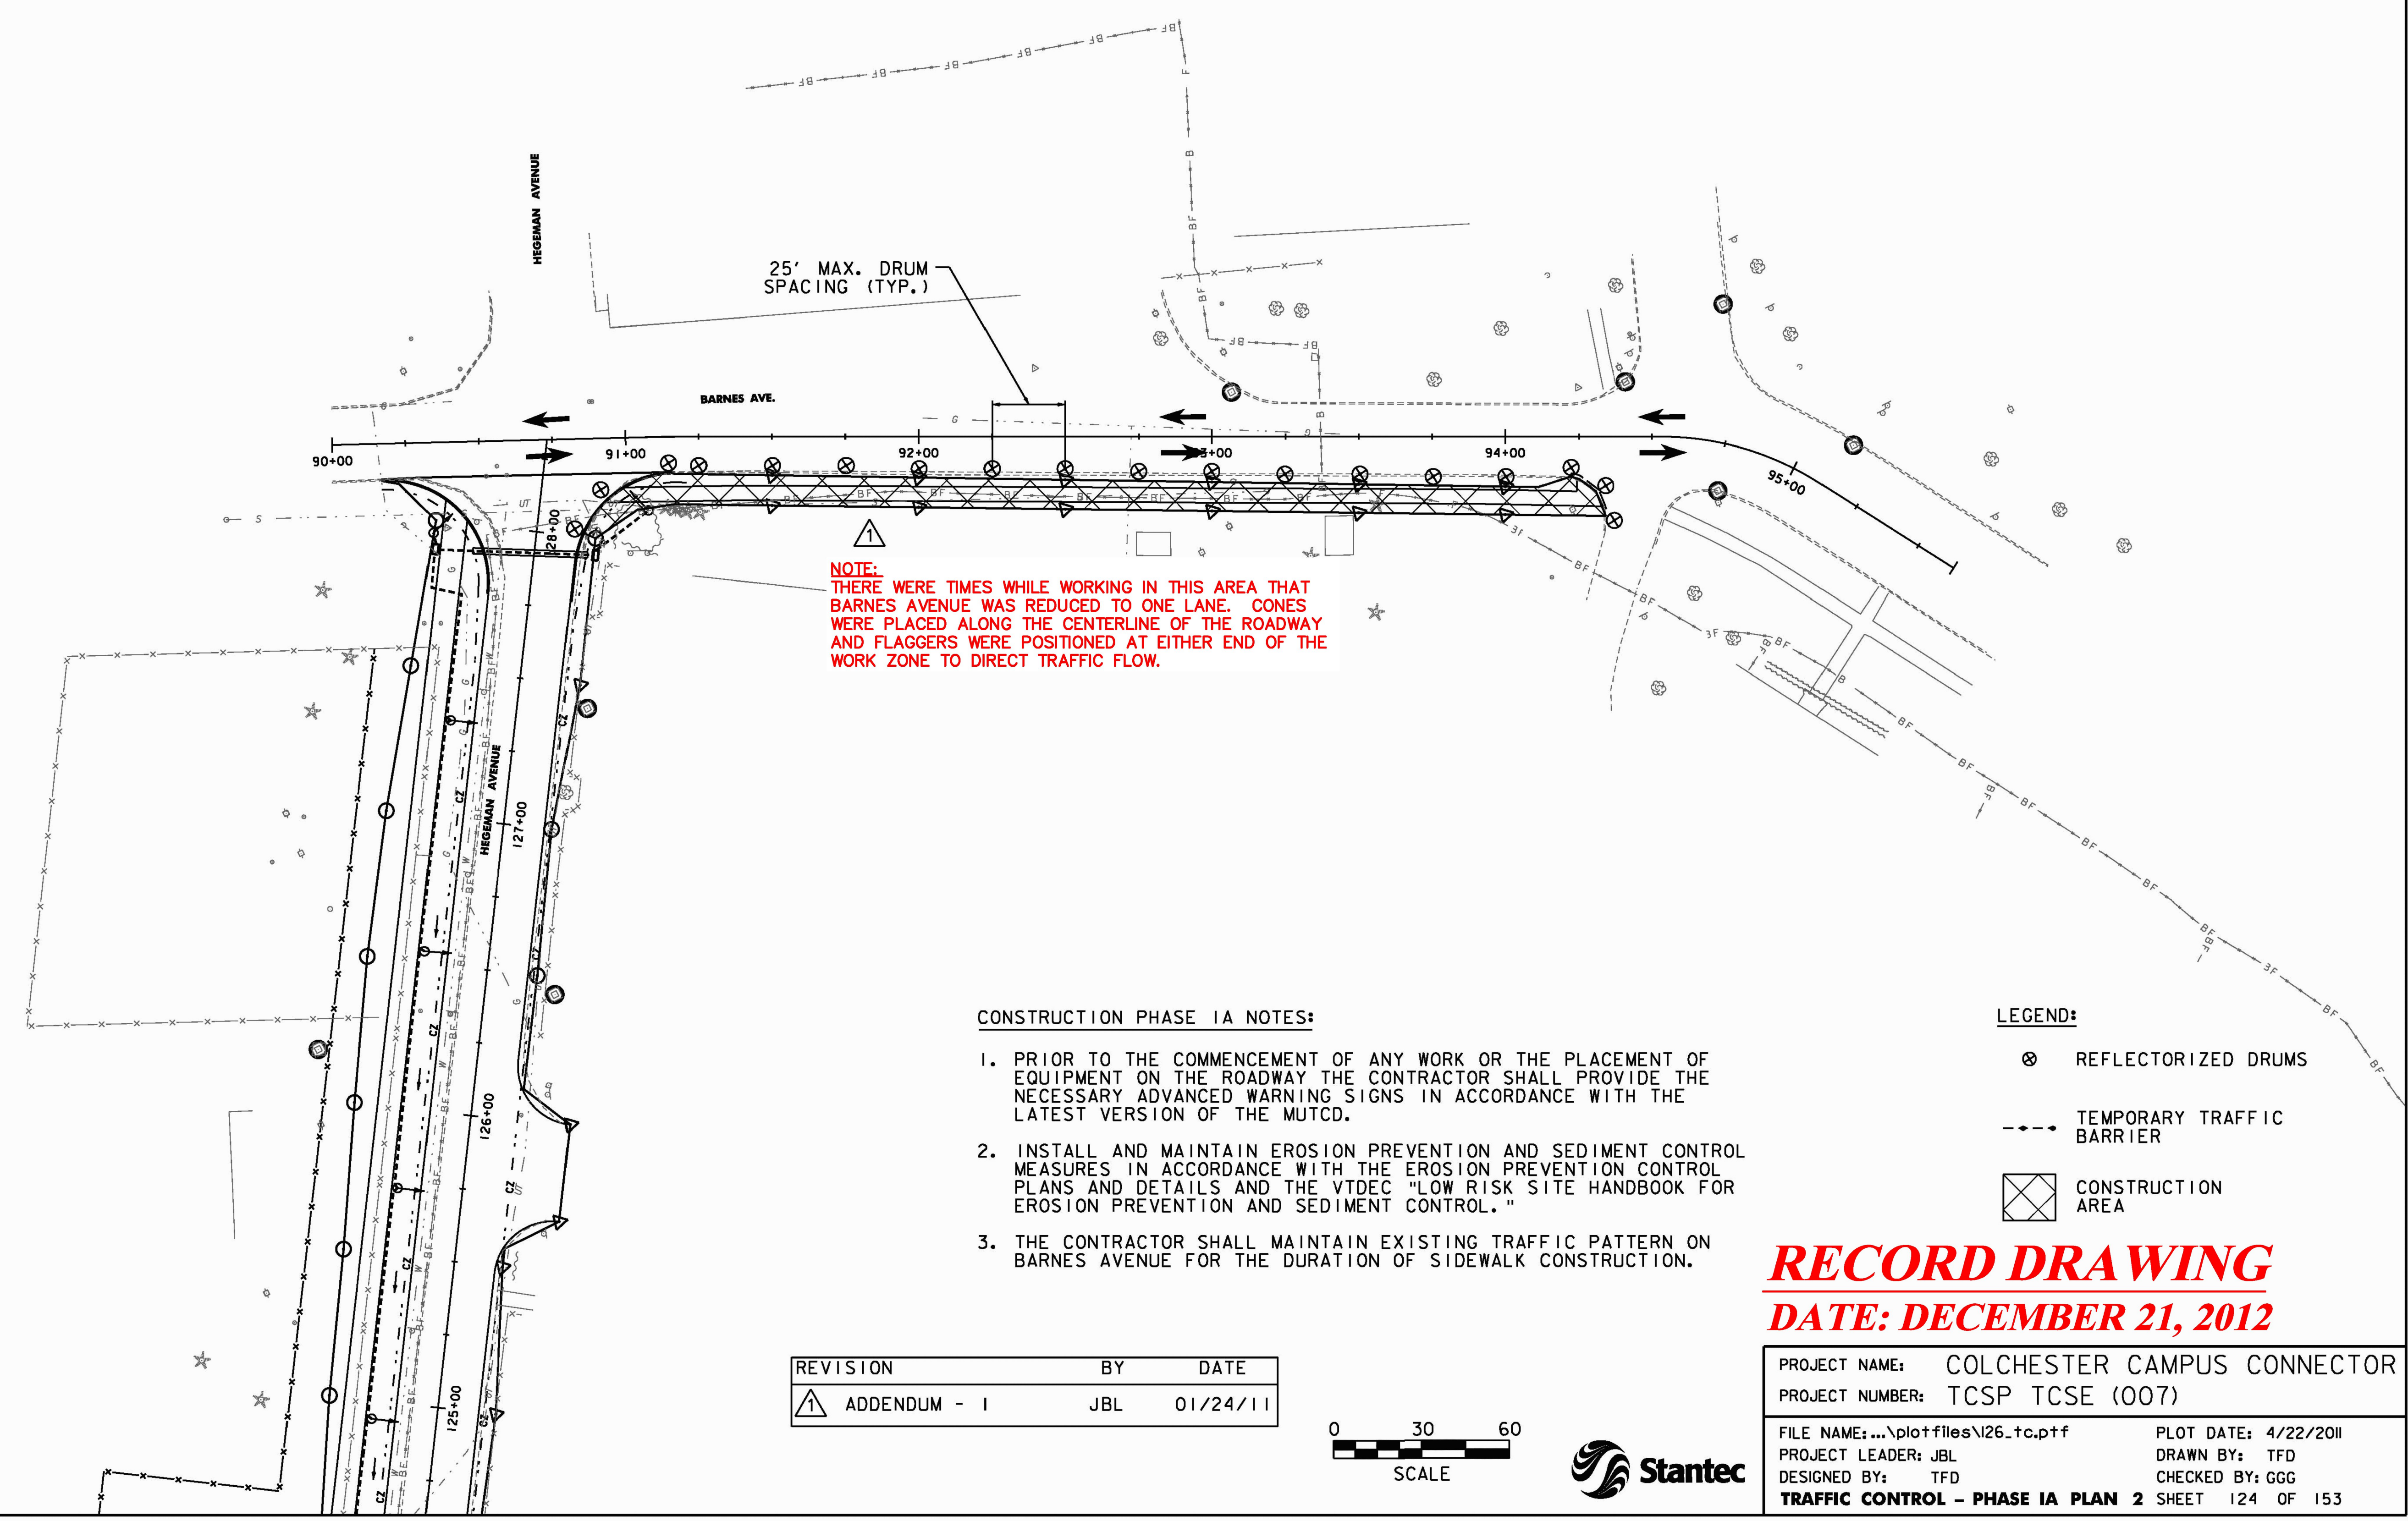 HEGEMAN AVENUE
25' MAX. DRUM
SPACING (TYP.)
BARNES AVE.
90+00
91+00
92+00
93+00
94+00
95+00
28+00
127+00
126+00
125+00
HEGEMAN AVENUE
NOTE:
THERE WERE TIMES WHILE WORKING IN THIS AREA THAT
BARNES AVENUE WAS REDUCED TO ONE LANE. CONES
WERE PLACED ALONG THE CENTERLINE OF THE ROADWAY
AND FLAGGERS WERE POSITIONED AT EITHER END OF THE
WORK ZONE TO DIRECT TRAFFIC FLOW.
CONSTRUCTION PHASE IA NOTES:
1. PRIOR TO THE COMMENCEMENT OF ANY WORK OR THE PLACEMENT OF
EQUIPMENT ON THE ROADWAY THE CONTRACTOR SHALL PROVIDE THE
NECESSARY ADVANCED WARNING SIGNS IN ACCORDANCE WITH THE
LATEST VERSION OF THE MUTCD.
2. INSTALL AND MAINTAIN EROSION PREVENTION AND SEDIMENT CONTROL
MEASURES IN ACCORDANCE WITH THE EROSION PREVENTION CONTROL
PLANS AND DETAILS AND THE VTDEC "LOW RISK SITE HANDBOOK FOR
EROSION PREVENTION AND SEDIMENT CONTROL."
3. THE CONTRACTOR SHALL MAINTAIN EXISTING TRAFFIC PATTERN ON
BARNES AVENUE FOR THE DURATION OF SIDEWALK CONSTRUCTION.
LEGEND:
REFLECTORIZED DRUMS
TEMPORARY TRAFFIC
BARRIER
CONSTRUCTION
AREA
RECORD DRAWING
DATE: DECEMBER 21, 2012
REVISION BY DATE
1 ADDENDUM - 1 JBL 01/24/11
0 30 60
SCALE
Stantec
PROJECT NAME: COLCHESTER CAMPUS CONNECTOR
PROJECT NUMBER: TCSP TCSE (007)
FILE NAME:...\plotfiles\126_tc.ptf PLOT DATE: 4/22/2011
PROJECT LEADER: JBL DRAWN BY: TFD
DESIGNED BY: TFD CHECKED BY: GGG
TRAFFIC CONTROL - PHASE IA PLAN 2 SHEET 124 OF 153